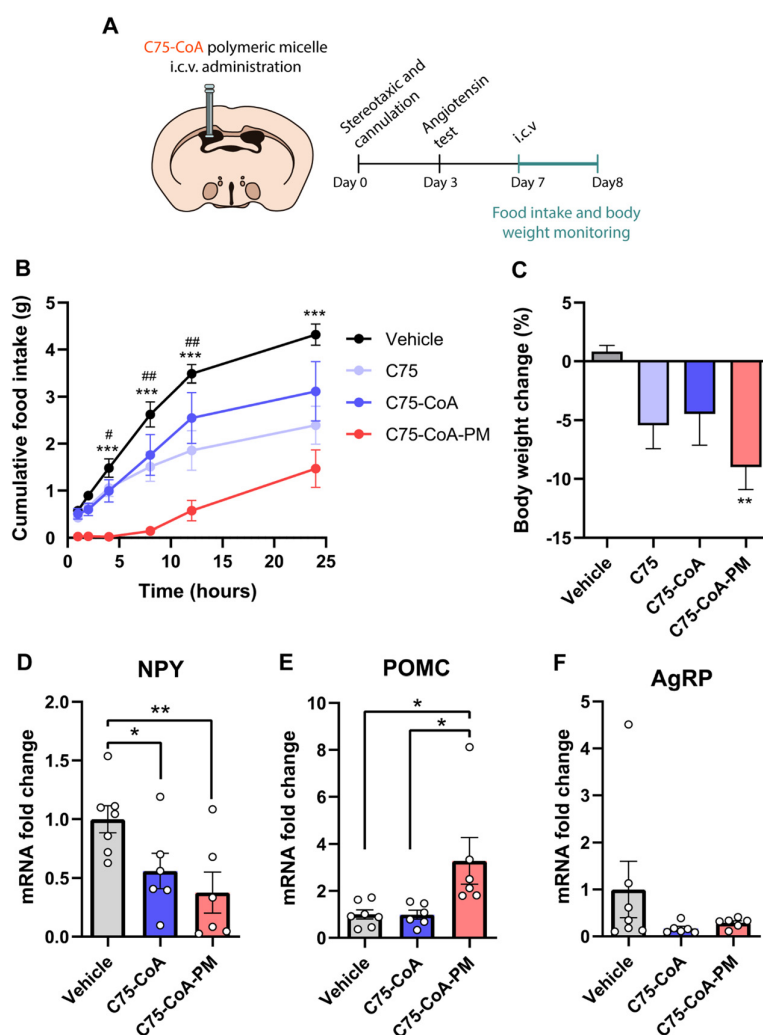 A
C75-CoA polymeric micelle
i.c.v. administration
Stereotaxic and
cannulation
Angiotensin
test
i.c.v
Day 0
Day 3
Day 7
Day8
Food intake and body
weight monitoring
B
Cumulative food intake (g)
5
4
3
2
1
0
#
***
##
***
##
***
***
0
5
10
15
20
25
Time (hours)
Vehicle
C75
C75-CoA
C75-CoA-PM
C
Body weight change (%)
5
0
-5
-10
-15
**
Vehicle
C75
C75-CoA
C75-CoA-PM
D
NPY
mRNA fold change
2.0
1.5
1.0
0.5
0.0
**
*
Vehicle
C75-CoA
C75-CoA-PM
E
POMC
mRNA fold change
10
8
6
4
2
0
*
*
Vehicle
C75-CoA
C75-CoA-PM
F
AgRP
mRNA fold change
5
4
3
2
1
0
Vehicle
C75-CoA
C75-CoA-PM